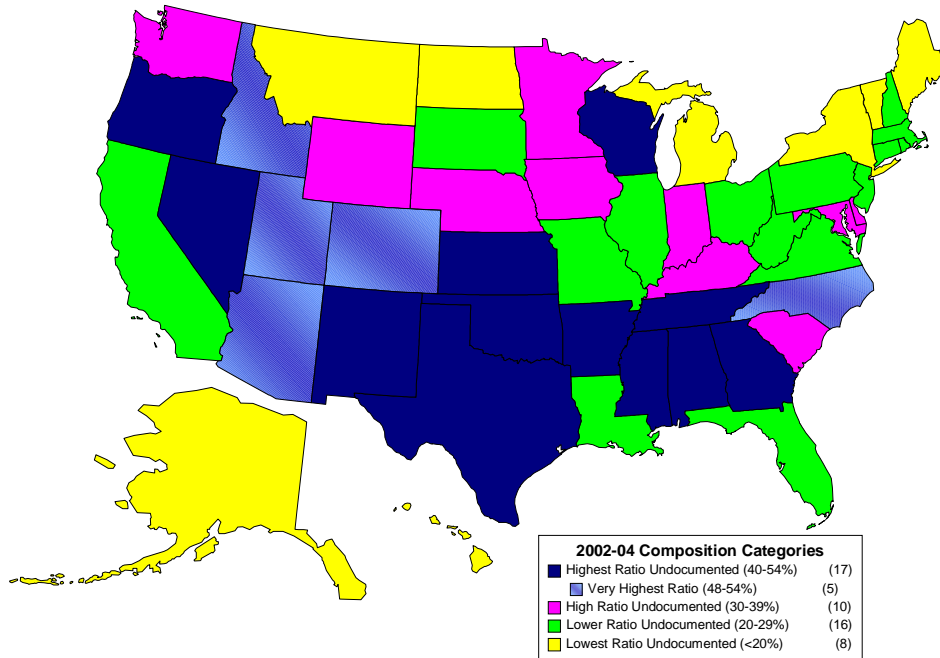 2002-04 Composition Categories
Highest Ratio Undocumented (40-54%) (17)
Very Highest Ratio (48-54%) (5)
High Ratio Undocumented (30-39%) (10)
Lower Ratio Undocumented (20-29%) (16)
Lowest Ratio Undocumented (<20%) (8)